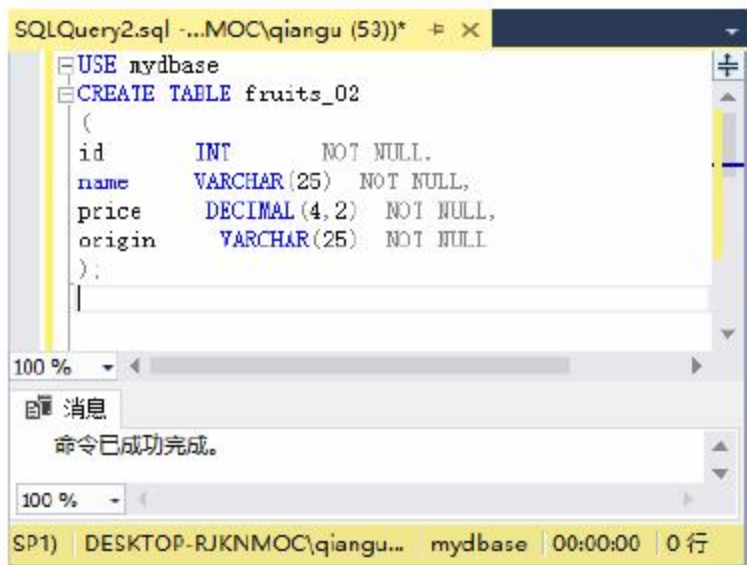 SQLQuery2.sql -...MOC\qiangu (53))*
USE mydbase
CREATE TABLE fruits_02
(
id INT NOT NULL,
name VARCHAR(25) NOT NULL,
price DECIMAL(4,2) NOT NULL,
origin VARCHAR(25) NOT NULL
);
100 %
消息
命令已成功完成。
100 %
SP1) DESKTOP-RJKNMOC\qiangu... mydbase 00:00:00 0 行